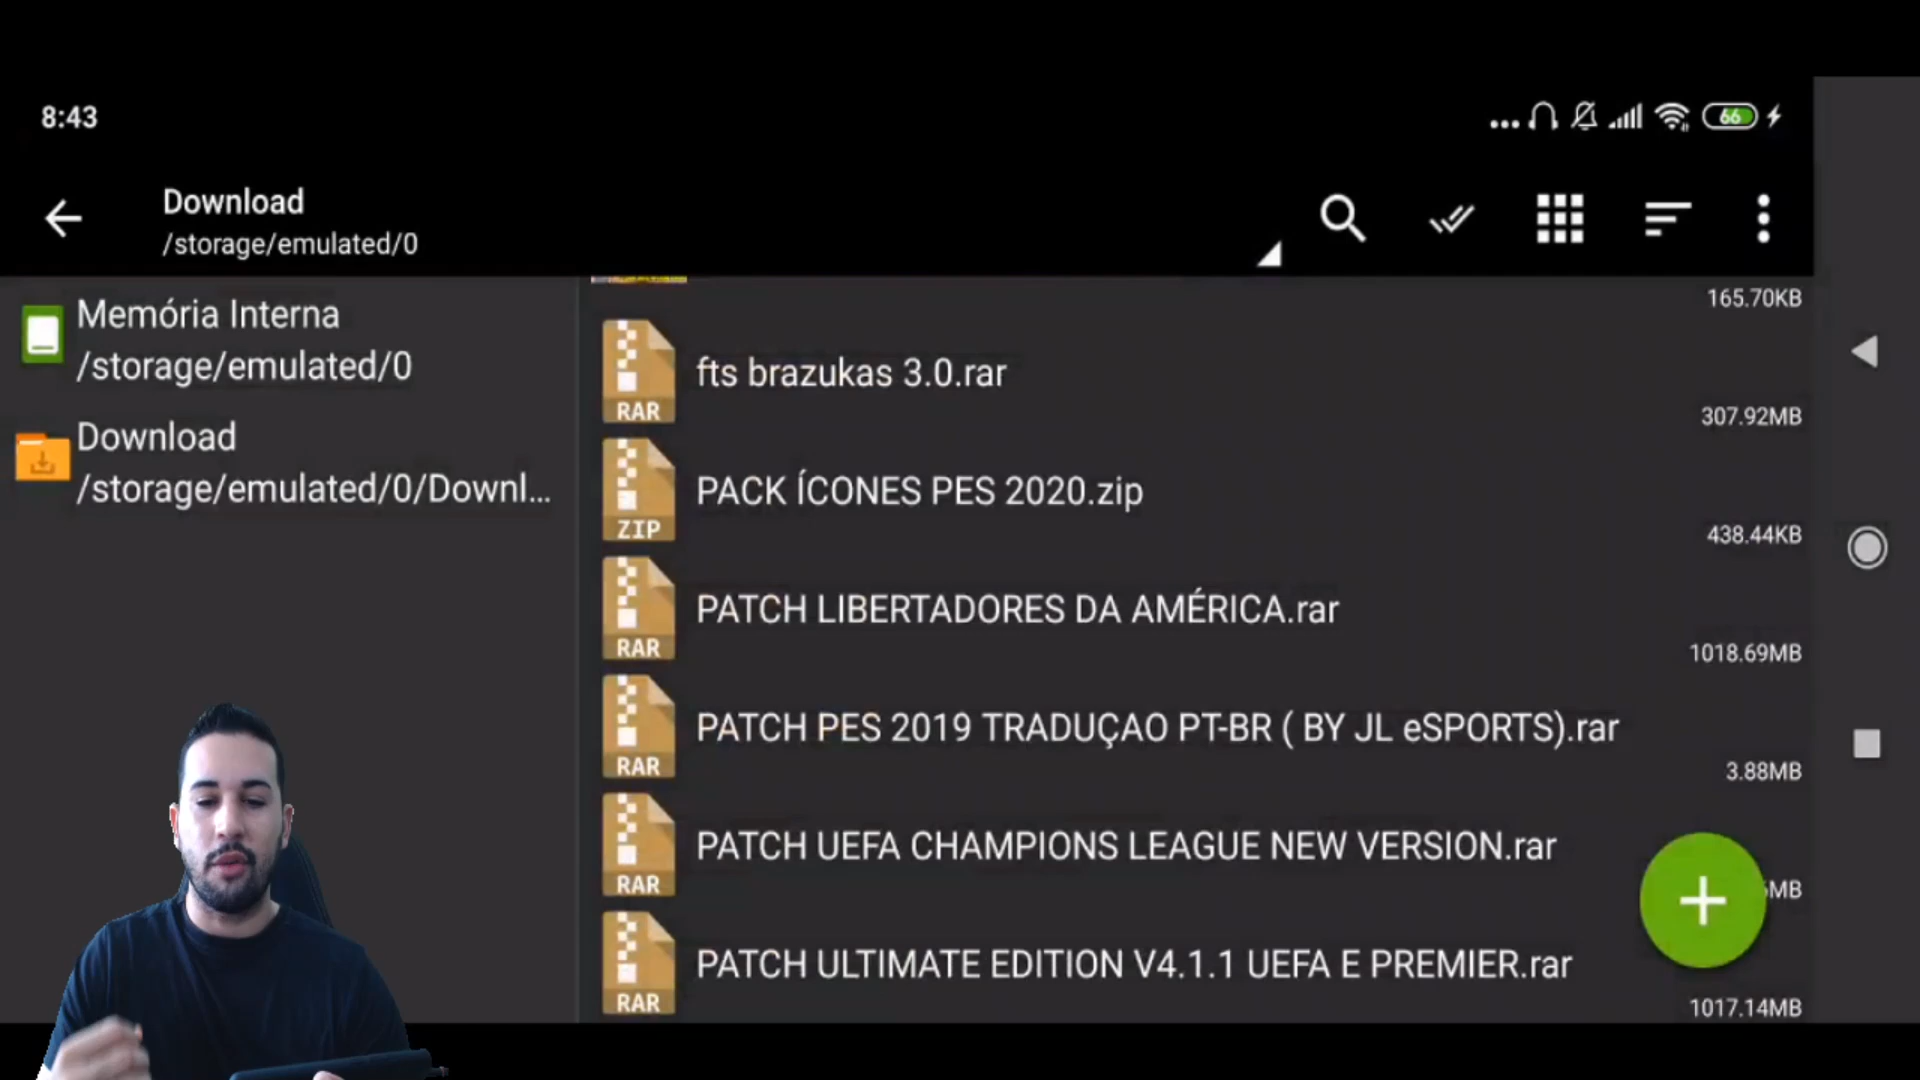 8:43
66
Download
/storage/emulated/0
Memória Interna
/storage/emulated/0
Download
/storage/emulated/0/Downl...
165.70KB
RAR
fts brazukas 3.0.rar
307.92MB
ZIP
PACK ÍCONES PES 2020.zip
438.44KB
RAR
PATCH LIBERTADORES DA AMÉRICA.rar
1018.69MB
RAR
PATCH PES 2019 TRADUÇAO PT-BR ( BY JL eSPORTS).rar
3.88MB
RAR
PATCH UEFA CHAMPIONS LEAGUE NEW VERSION.rar
MB
RAR
PATCH ULTIMATE EDITION V4.1.1 UEFA E PREMIER.rar
1017.14MB